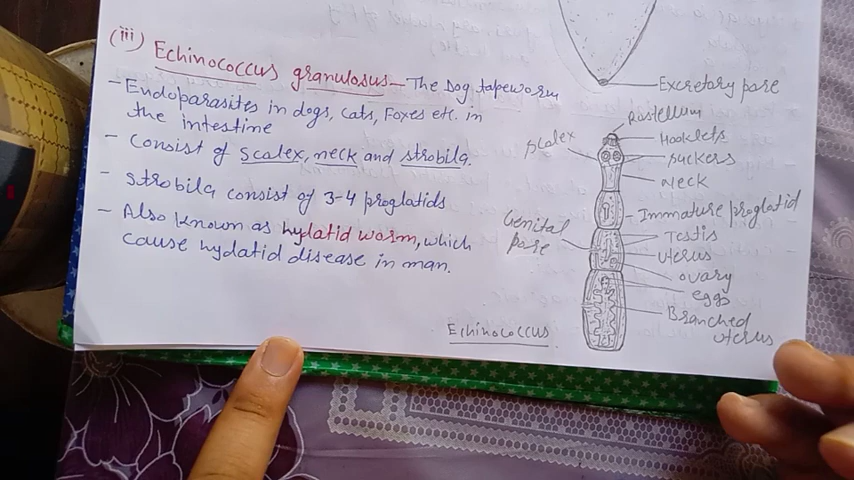 (iii) Echinococcus granulosus - The Dog tapeworm
- Endoparasites in dogs, cats, Foxes etc. in
the intestine
- Consist of scalex, neck and strobila.
- Strobila consist of 3-4 proglatids
- Also known as hydatid worm, which
cause hydatid disease in man.
Excretary pore
Rostellum
scalex
Hooklets
suckers
Neck
Immature proglatid
Genital
pore
Testis
uterus
ovary
eggs
Branched
uterus
Echinococcus